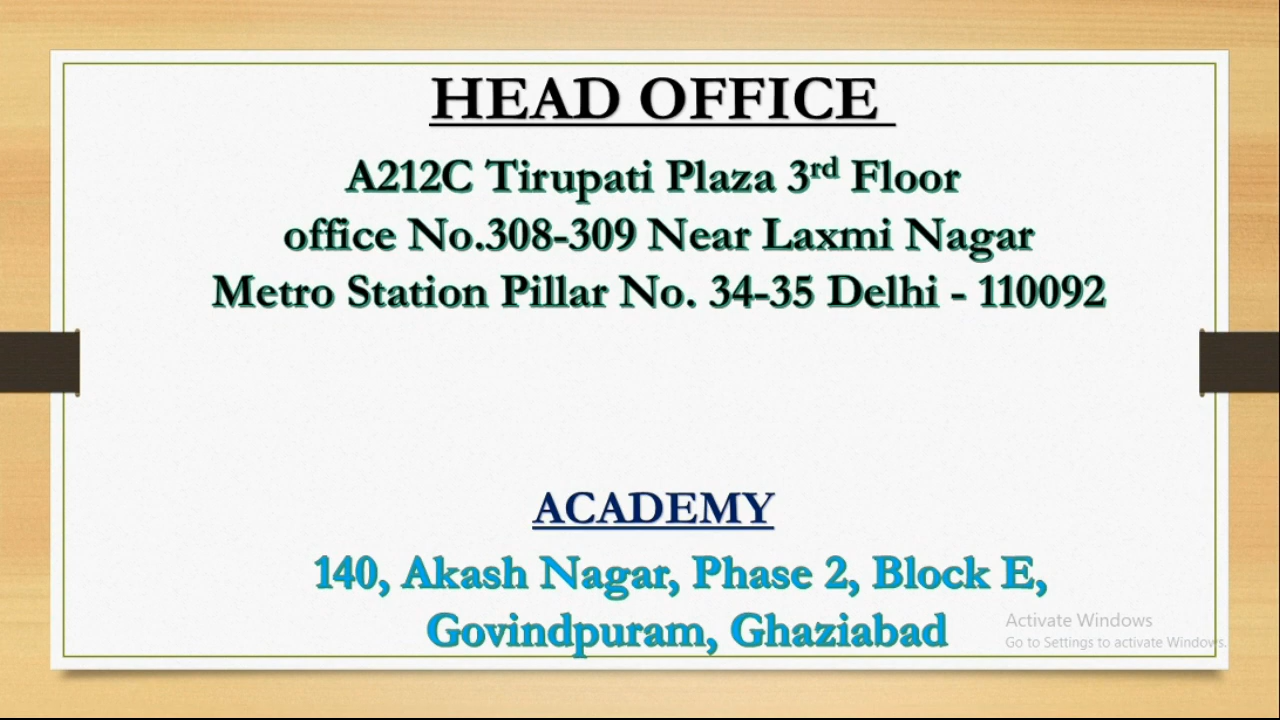 HEAD OFFICE
A212C Tirupati Plaza 3rd Floor
office No.308-309 Near Laxmi Nagar
Metro Station Pillar No. 34-35 Delhi - 110092
ACADEMY
140, Akash Nagar, Phase 2, Block E,
Govindpuram, Ghaziabad
Activate Windows
Go to Settings to activate Windows.